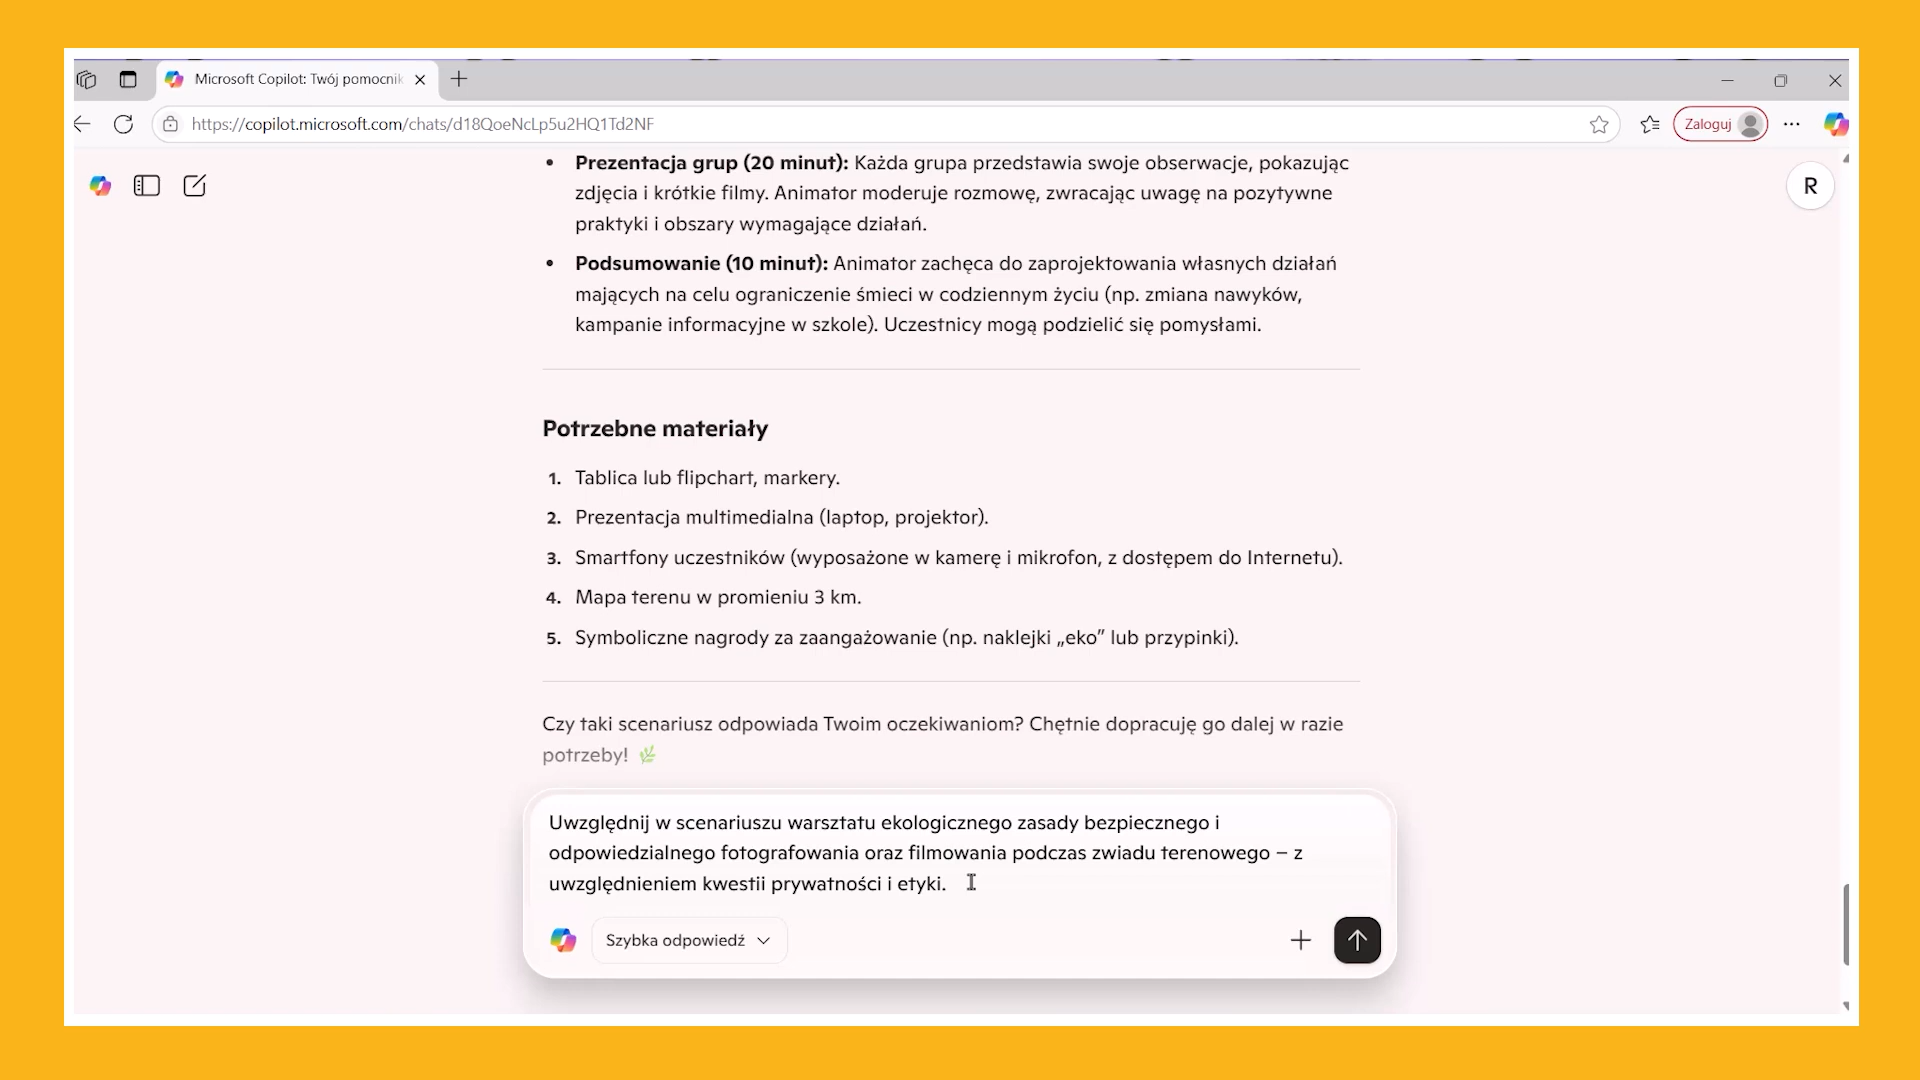 Microsoft Copilot: Twój pomocnik
https://copilot.microsoft.com/chats/d18QoeNcLp5u2HQ1Td2NF
Zaloguj
R
• Prezentacja grup (20 minut): Każda grupa przedstawia swoje obserwacje, pokazując
zdjęcia i krótkie filmy. Animator moderuje rozmowę, zwracając uwagę na pozytywne
praktyki i obszary wymagające działań.
• Podsumowanie (10 minut): Animator zachęca do zaprojektowania własnych działań
mających na celu ograniczenie śmieci w codziennym życiu (np. zmiana nawyków,
kampanie informacyjne w szkole). Uczestnicy mogą podzielić się pomysłami.
Potrzebne materiały
1. Tablica lub flipchart, markery.
2. Prezentacja multimedialna (laptop, projektor).
3. Smartfony uczestników (wyposażone w kamerę i mikrofon, z dostępem do Internetu).
4. Mapa terenu w promieniu 3 km.
5. Symboliczne nagrody za zaangażowanie (np. naklejki „eko” lub przypinki).
Czy taki scenariusz odpowiada Twoim oczekiwaniom? Chętnie dopracuję go dalej w razie
potrzeby! 🌿
Uwzględnij w scenariuszu warsztatu ekologicznego zasady bezpiecznego i
odpowiedzialnego fotografowania oraz filmowania podczas zwiadu terenowego – z
uwzględnieniem kwestii prywatności i etyki.
Szybka odpowiedź